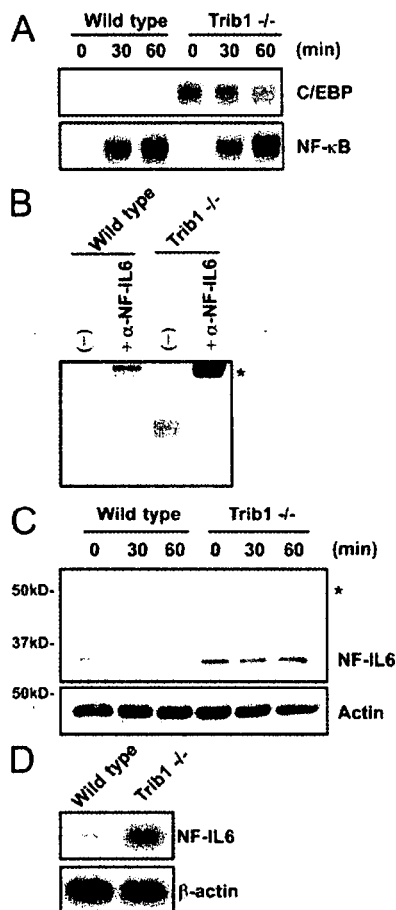 A
Wild type Trib1 -/-
0 30 60 0 30 60 (min)
C/EBP
NF-κB
B
Wild type Trib1 -/-
(-) + α-NF-IL6 (-) + α-NF-IL6
*
C
Wild type Trib1 -/-
0 30 60 0 30 60 (min)
50kD- *
37kD-
NF-IL6
50kD-
Actin
D
Wild type Trib1 -/-
NF-IL6
β-actin